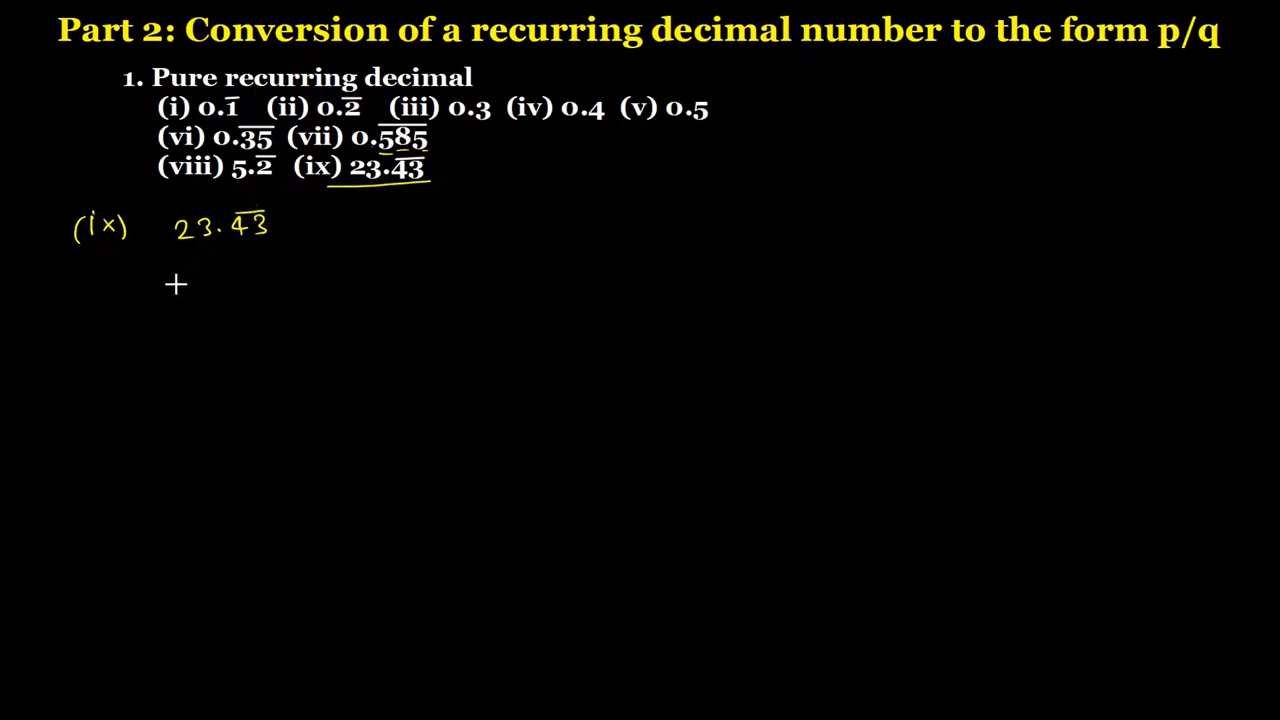 Part 2: Conversion of a recurring decimal number to the form p/q
1. Pure recurring decimal
(i) 0.1̅ (ii) 0.2̅ (iii) 0.3 (iv) 0.4 (v) 0.5
(vi) 0.3̅5̅ (vii) 0.5̅8̅5̅
(viii) 5.2̅ (ix) 23.4̅3̅
(ix) 23.4̅3̅